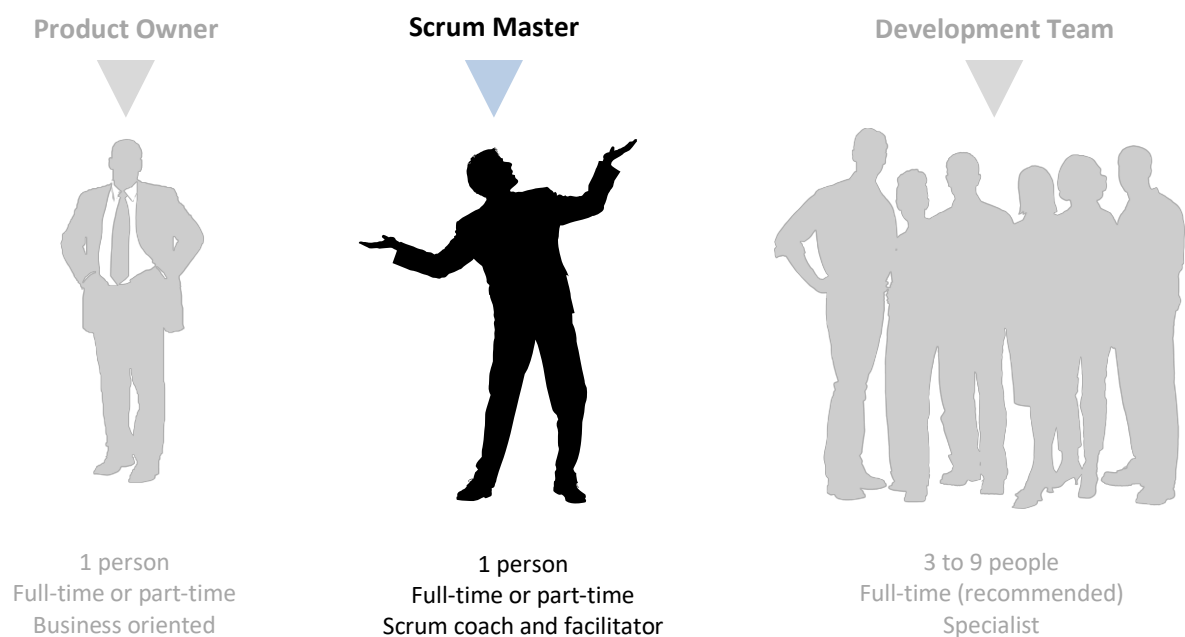 Product Owner
Scrum Master
Development Team
1 person
Full-time or part-time
Business oriented
1 person
Full-time or part-time
Scrum coach and facilitator
3 to 9 people
Full-time (recommended)
Specialist